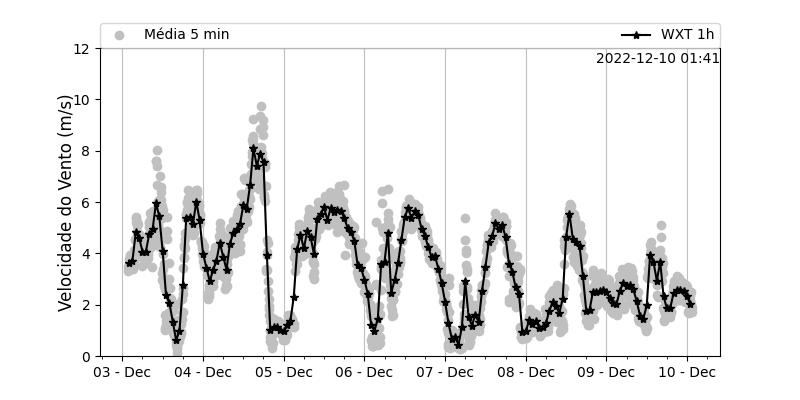 Média 5 min WXT 1h
2022-12-10 01:41
Velocidade do Vento (m/s)
12
10
8
6
4
2
0
03 - Dec 04 - Dec 05 - Dec 06 - Dec 07 - Dec 08 - Dec 09 - Dec 10 - Dec